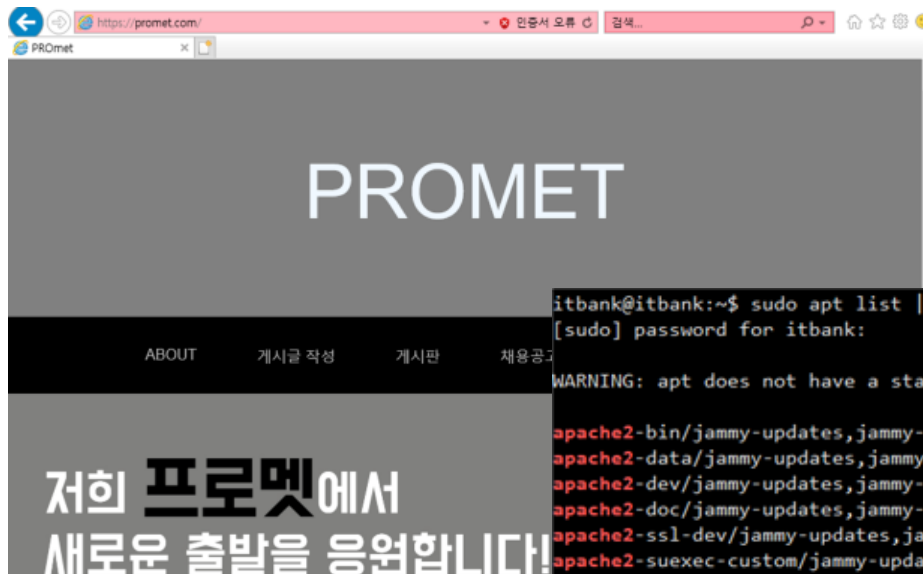 https://promet.com/
인증서 오류
검색...
PROmet
PROMET
ABOUT
게시글 작성
게시판
채용공고
저희 프로멧에서
새로운 출발을 응원합니다!
itbank@itbank:~$ sudo apt list |
[sudo] password for itbank:
WARNING: apt does not have a sta
apache2-bin/jammy-updates,jammy-
apache2-data/jammy-updates,jammy
apache2-dev/jammy-updates,jammy-
apache2-doc/jammy-updates,jammy-
apache2-ssl-dev/jammy-updates,ja
apache2-suexec-custom/jammy-upda